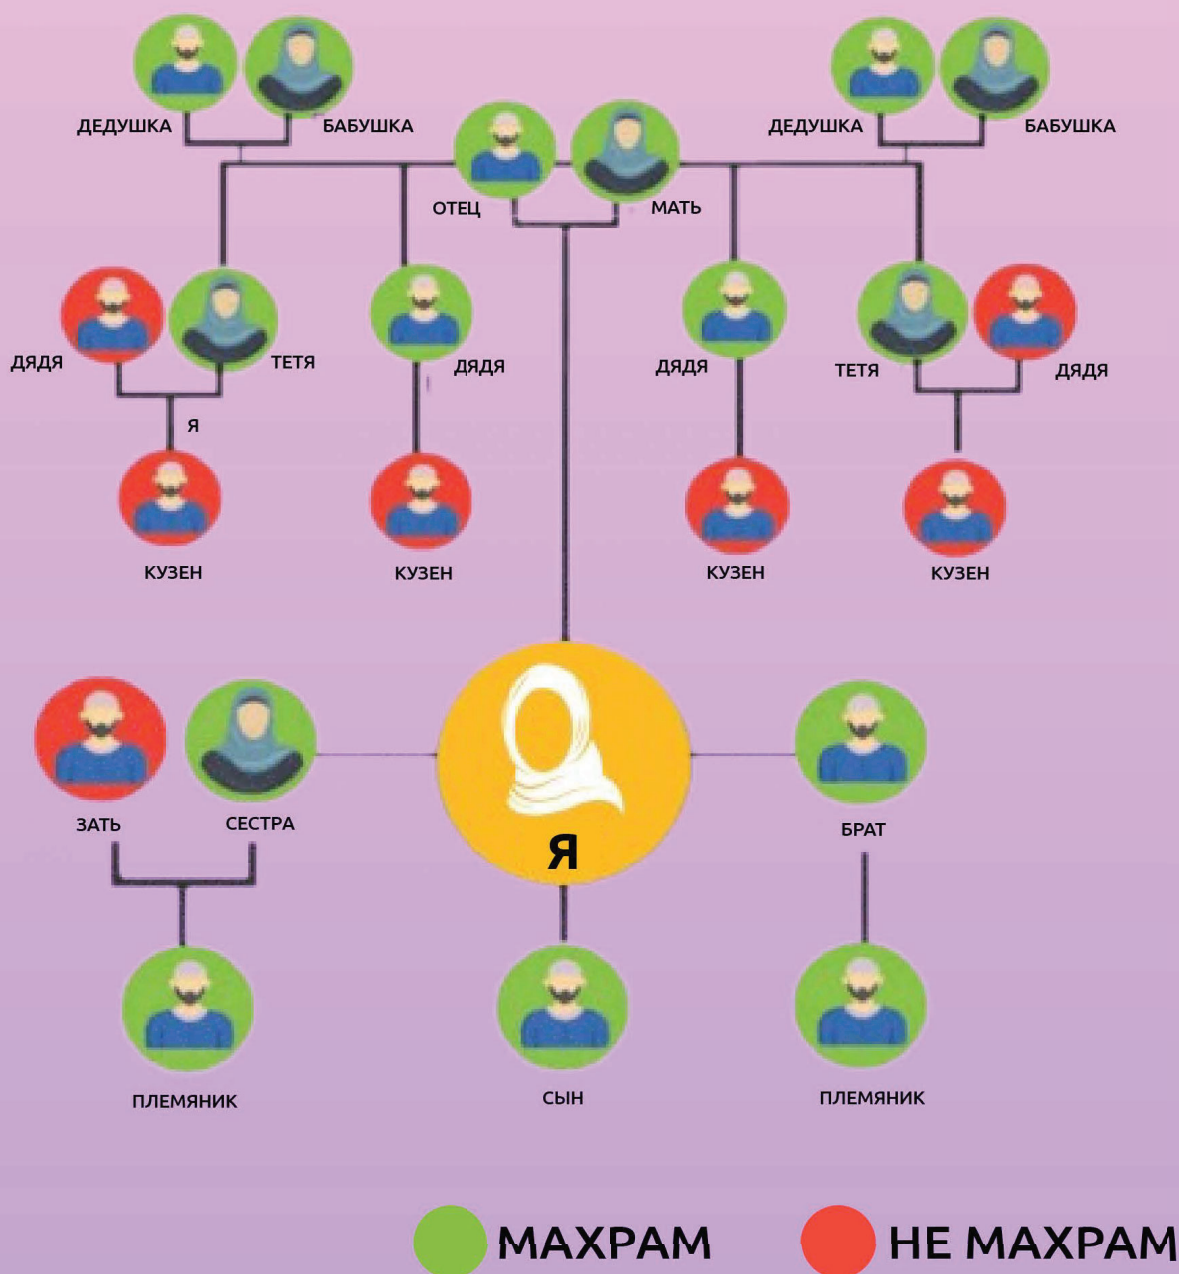 ДЕДУШКА
БАБУШКА
ДЕДУШКА
БАБУШКА
ОТЕЦ
МАТЬ
ДЯДЯ
ТЕТЯ
ДЯДЯ
ДЯДЯ
ТЕТЯ
ДЯДЯ
Я
КУЗЕН
КУЗЕН
КУЗЕН
КУЗЕН
ЗАТЬ
СЕСТРА
Я
БРАТ
ПЛЕМЯНИК
СЫН
ПЛЕМЯНИК
МАХРАМ
НЕ МАХРАМ